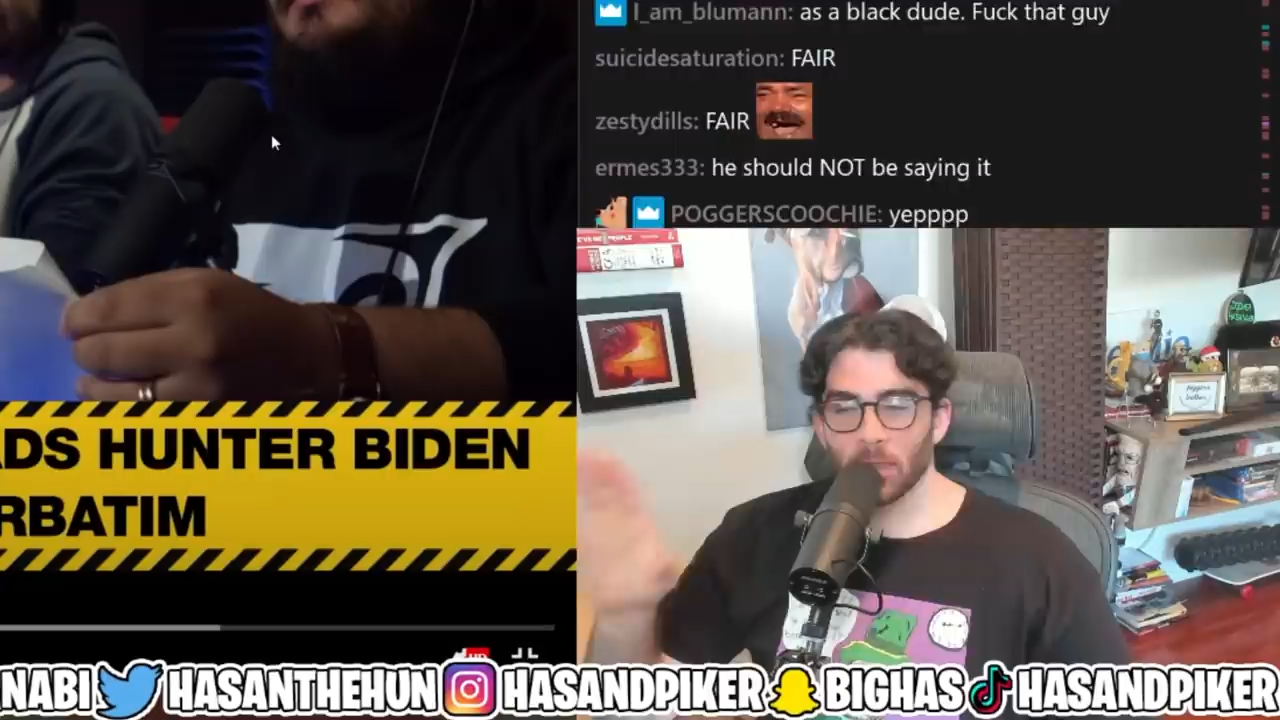 I_am_blumann: as a black dude. Fuck that guy
suicidesaturation: FAIR
zestydills: FAIR
ermes333: he should NOT be saying it
POGGERSCOOCHIE: yepppp
ADS HUNTER BIDEN
RBATIM
HD
NABI HASANTHEHUN HASANDPIKER BIGHAS HASANDPIKER